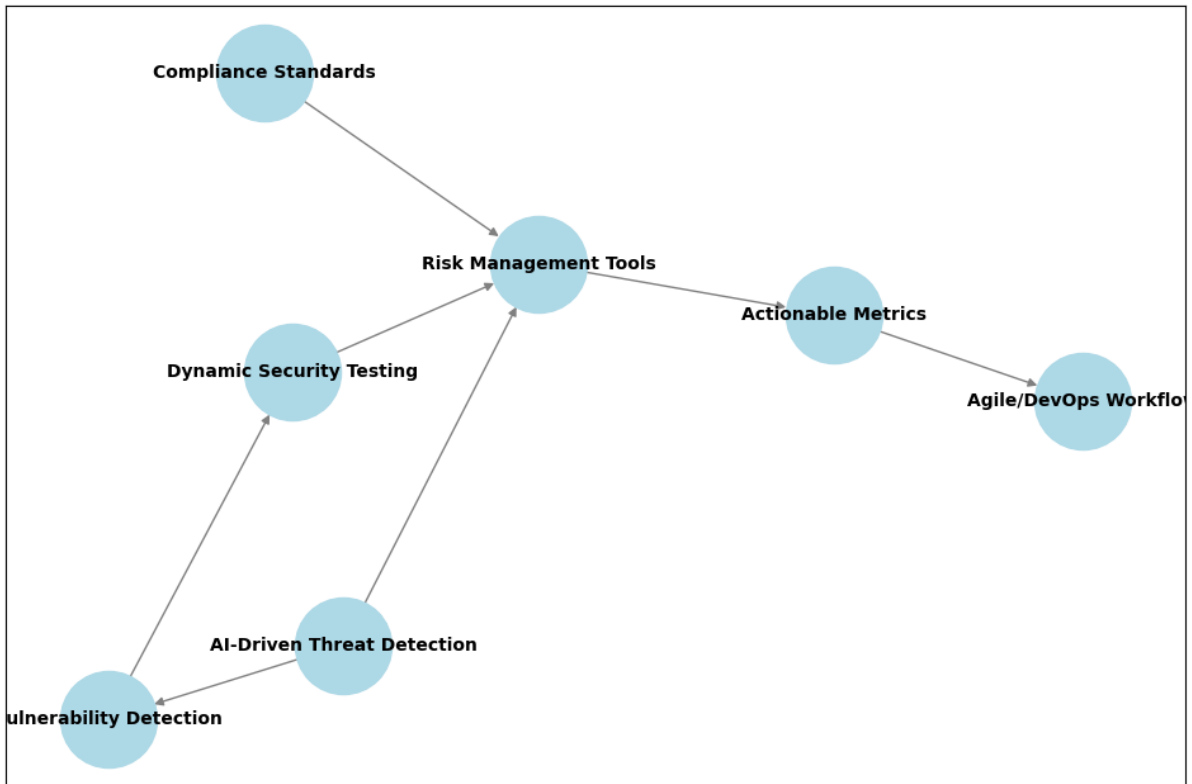 Compliance Standards
Risk Management Tools
Actionable Metrics
Dynamic Security Testing
Agile/DevOps Workflo
AI-Driven Threat Detection
ulnerability Detection